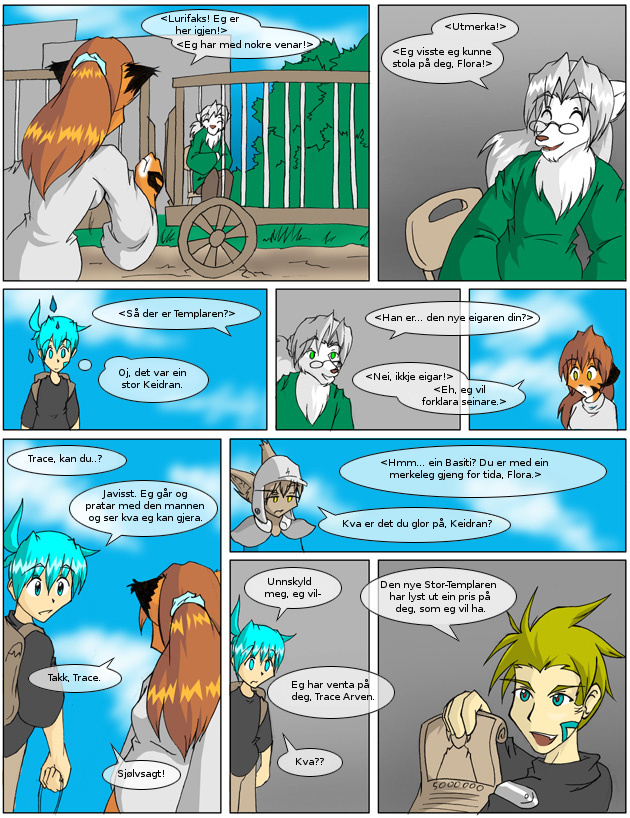 <Lurifaks! Eg er
her igjen!>
<Eg har med nokre venar!>
<Utmerka!>
<Eg visste eg kunne
stola på deg, Flora!>
<Så der er Templaren?>
Oj, det var ein
stor Keidran.
<Han er... den nye eigaren din?>
<Nei, ikkje eigar!>
<Eh, eg vil
forklara seinare.>
Trace, kan du..?
Javisst. Eg går og
pratar med den mannen
og ser kva eg kan gjera.
Takk, Trace.
Sjølvsagt!
<Hmm... ein Basiti? Du er med ein
merkeleg gjeng for tida, Flora.>
Kva er det du glor på, Keidran?
Unnskyld
meg, eg vil-
Eg har venta på
deg, Trace Arven.
Kva??
Den nye Stor-Templaren
har lyst ut ein pris på
deg, som eg vil ha.